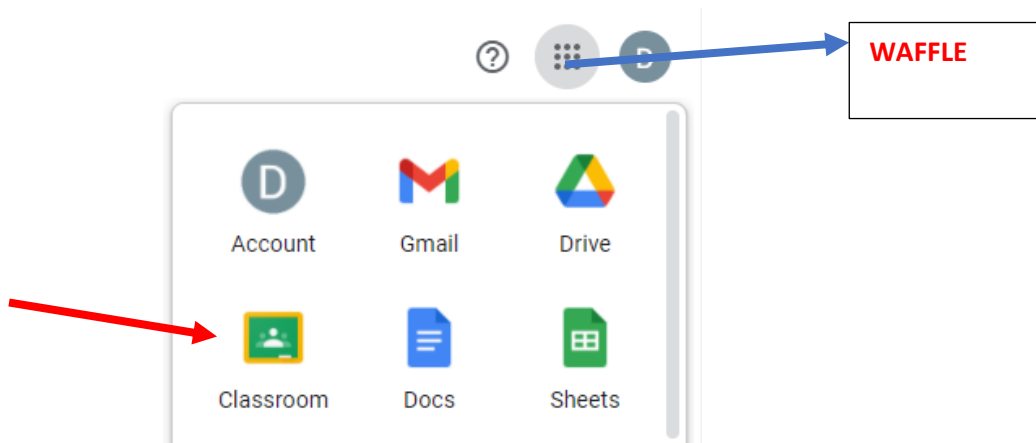 D
WAFFLE
D
Account Gmail Drive
Classroom Docs Sheets